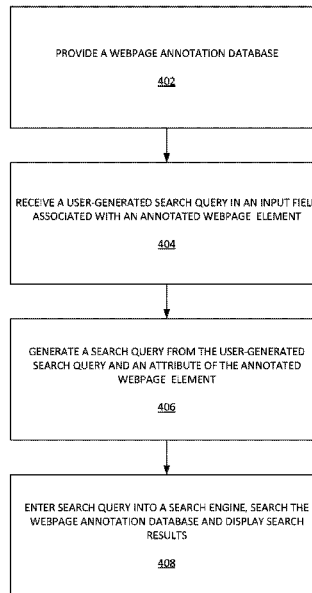 PROVIDE A WEBPAGE ANNOTATION DATABASE
402
RECEIVE A USER-GENERATED SEARCH QUERY IN AN INPUT FIELD
ASSOCIATED WITH AN ANNOTATED WEBPAGE ELEMENT
404
GENERATE A SEARCH QUERY FROM THE USER-GENERATED
SEARCH QUERY AND AN ATTRIBUTE OF THE ANNOTATED
WEBPAGE ELEMENT
406
ENTER SEARCH QUERY INTO A SEARCH ENGINE, SEARCH THE
WEBPAGE ANNOTATION DATABASE AND DISPLAY SEARCH
RESULTS
408